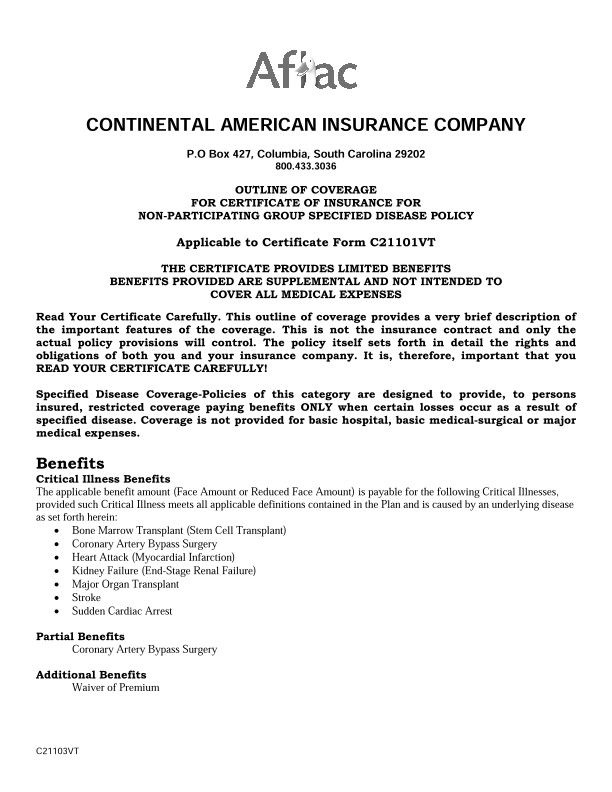 Aflac
CONTINENTAL AMERICAN INSURANCE COMPANY
P.O Box 427, Columbia, South Carolina 29202
800.433.3036
OUTLINE OF COVERAGE
FOR CERTIFICATE OF INSURANCE FOR
NON-PARTICIPATING GROUP SPECIFIED DISEASE POLICY
Applicable to Certificate Form C21101VT
THE CERTIFICATE PROVIDES LIMITED BENEFITS
BENEFITS PROVIDED ARE SUPPLEMENTAL AND NOT INTENDED TO
COVER ALL MEDICAL EXPENSES
Read Your Certificate Carefully. This outline of coverage provides a very brief description of
the important features of the coverage. This is not the insurance contract and only the
actual policy provisions will control. The policy itself sets forth in detail the rights and
obligations of both you and your insurance company. It is, therefore, important that you
READ YOUR CERTIFICATE CAREFULLY!
Specified Disease Coverage-Policies of this category are designed to provide, to persons
insured, restricted coverage paying benefits ONLY when certain losses occur as a result of
specified disease. Coverage is not provided for basic hospital, basic medical-surgical or major
medical expenses.
Benefits
Critical Illness Benefits
The applicable benefit amount (Face Amount or Reduced Face Amount) is payable for the following Critical Illnesses,
provided such Critical Illness meets all applicable definitions contained in the Plan and is caused by an underlying disease
as set forth herein:
• Bone Marrow Transplant (Stem Cell Transplant)
• Coronary Artery Bypass Surgery
• Heart Attack (Myocardial Infarction)
• Kidney Failure (End-Stage Renal Failure)
• Major Organ Transplant
• Stroke
• Sudden Cardiac Arrest
Partial Benefits
Coronary Artery Bypass Surgery
Additional Benefits
Waiver of Premium
C21103VT